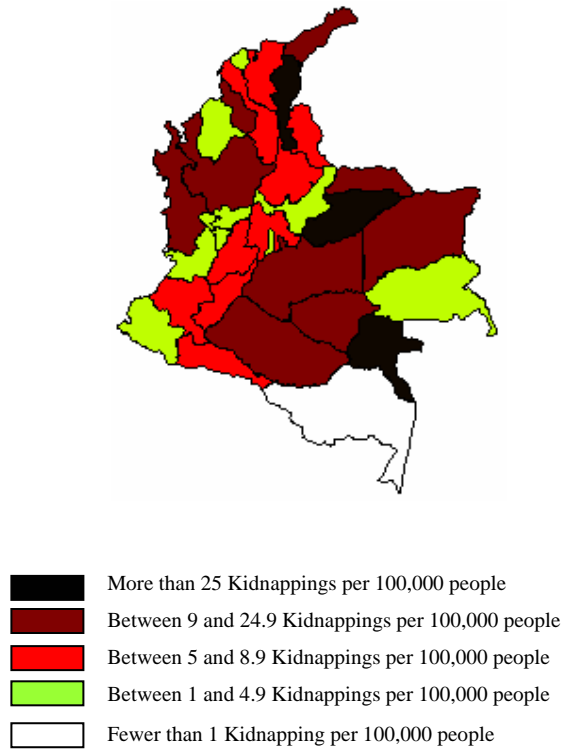 More than 25 Kidnappings per 100,000 people
Between 9 and 24.9 Kidnappings per 100,000 people
Between 5 and 8.9 Kidnappings per 100,000 people
Between 1 and 4.9 Kidnappings per 100,000 people
Fewer than 1 Kidnapping per 100,000 people